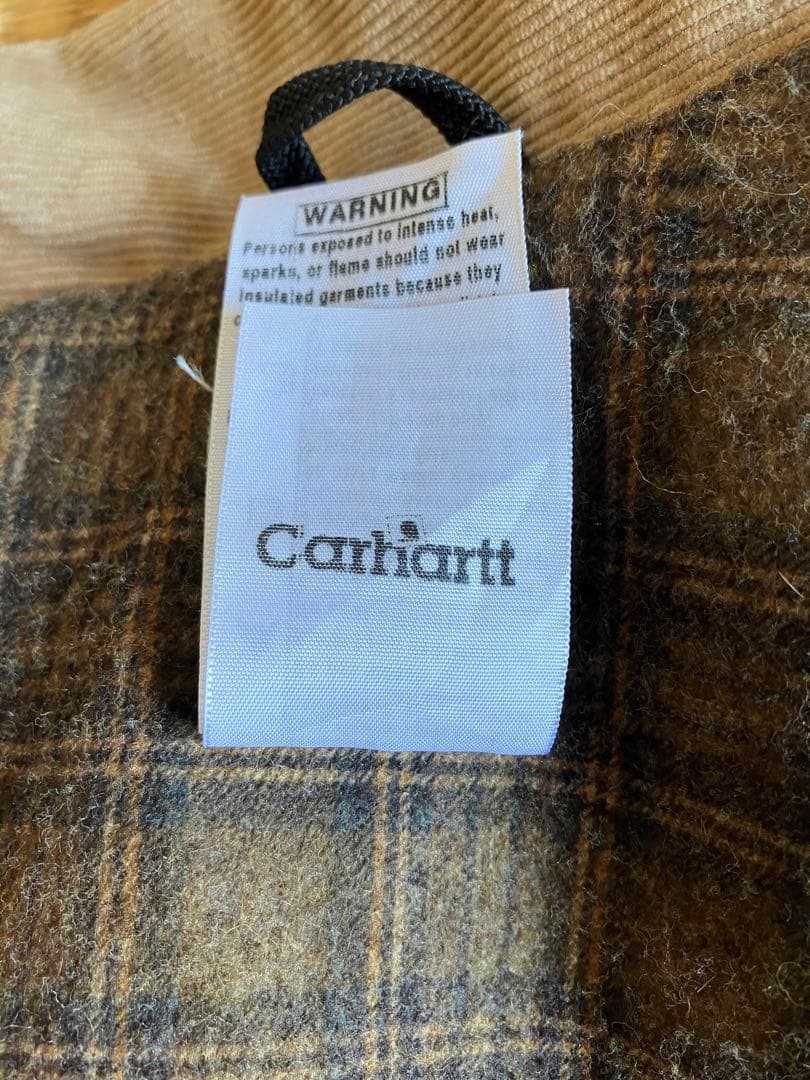 WARNING
Persons exposed to intense heat,
sparks, or flame should not wear
insulated garments because they
Carhartt